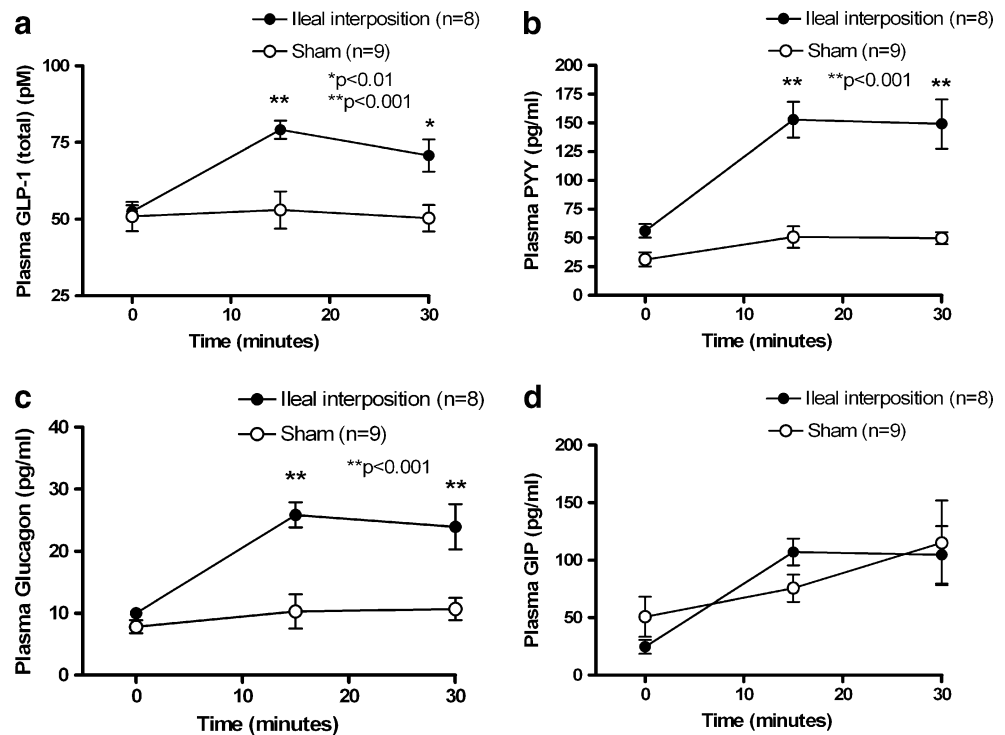 a
Ileal interposition (n=8)
Sham (n=9)
*p<0.01
**p<0.001
100
75
50
25
**
*
0
10
20
30
Plasma GLP-1 (total) (pM)
Time (minutes)
b
Ileal interposition (n=8)
Sham (n=9)
**p<0.001
200
175
150
125
100
75
50
25
0
**
**
0
10
20
30
Plasma PYY (pg/ml)
Time (minutes)
c
Ileal interposition (n=8)
Sham (n=9)
**p<0.001
40
30
20
10
0
**
**
0
10
20
30
Plasma Glucagon (pg/ml)
Time (minutes)
d
Ileal interposition (n=8)
Sham (n=9)
200
150
100
50
0
0
10
20
30
Plasma GIP (pg/ml)
Time (minutes)